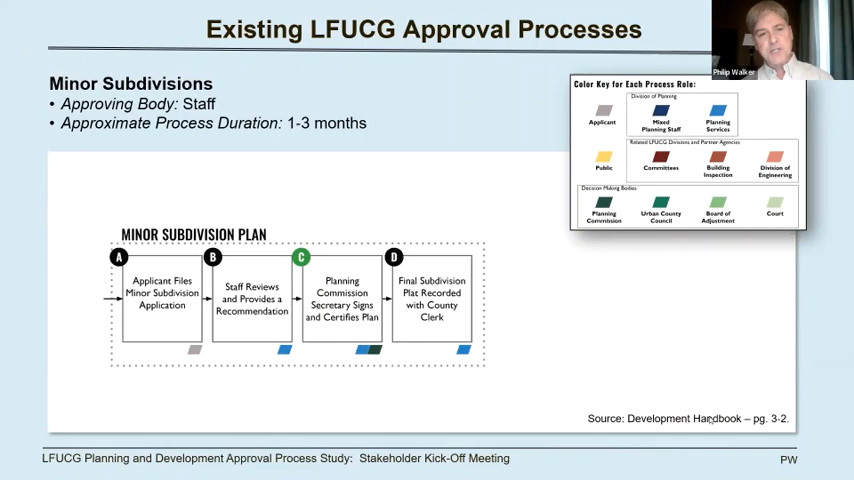 Existing LFUCG Approval Processes
Philip Walker
Minor Subdivisions
• Approving Body: Staff
• Approximate Process Duration: 1-3 months
Color Key for Each Process Role:
Division of Planning
Applicant
Mixed
Planning Staff
Planning
Services
Related LFUCG Divisions and Partner Agencies
Public
Committees
Building
Inspection
Division of
Engineering
Decision Making Bodies
Planning
Commission
Urban County
Council
Board of
Adjustment
Court
MINOR SUBDIVISION PLAN
A
Applicant Files
Minor Subdivision
Application
B
Staff Reviews
and Provides a
Recommendation
C
Planning
Commission
Secretary Signs
and Certifies Plan
D
Final Subdivision
Plat Recorded
with County
Clerk
Source: Development Handbook – pg. 3-2.
LFUCG Planning and Development Approval Process Study: Stakeholder Kick-Off Meeting
PW